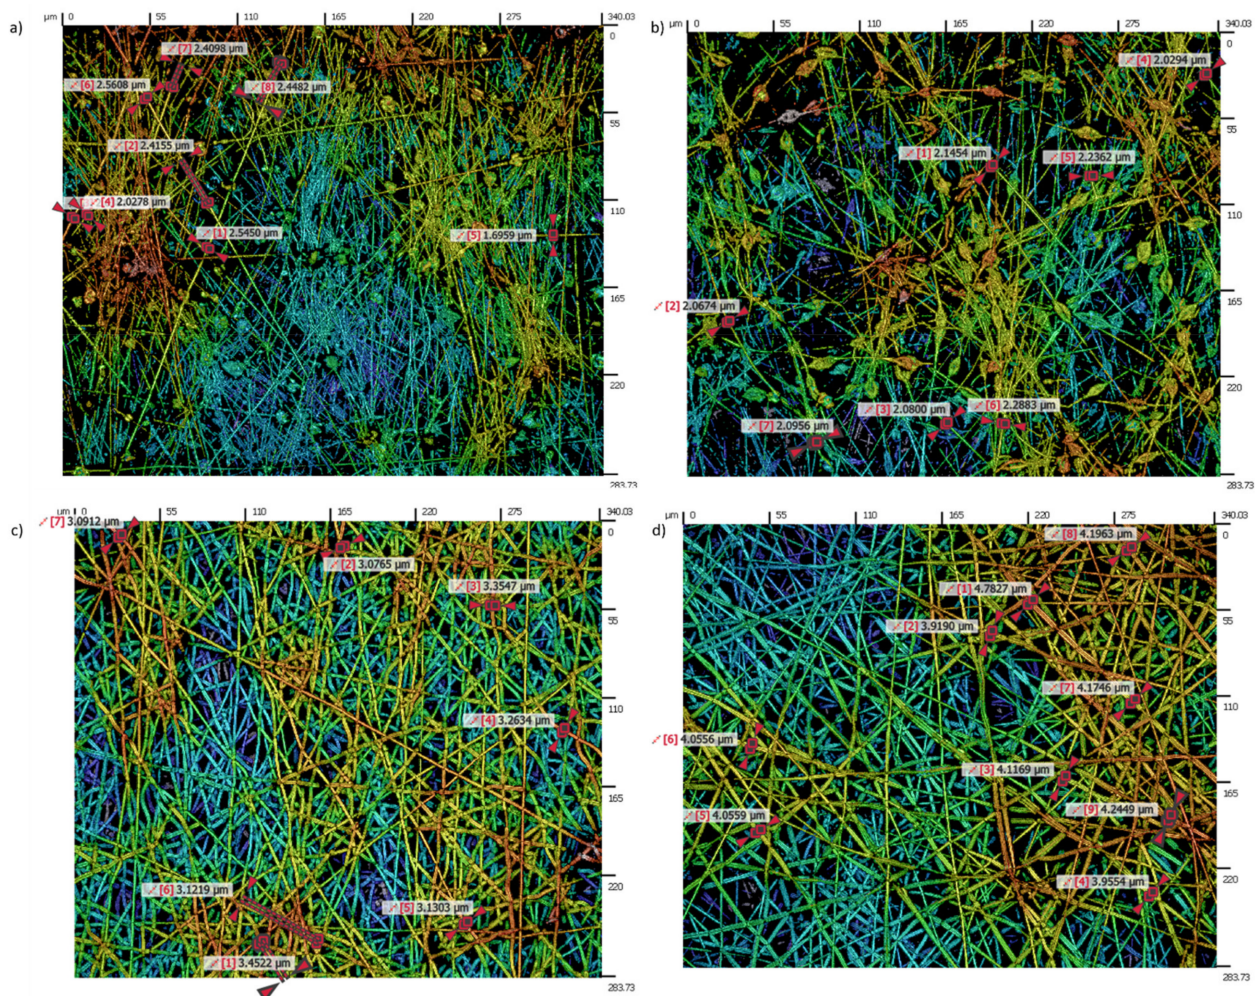 a)
μm 0 55 110 165 220 275 340.03
0
[7] 2.4098 μm
[6] 2.5608 μm
[8] 2.4482 μm
55
[2] 2.4155 μm
110
[4] 2.0278 μm
[1] 2.5450 μm
[5] 1.6959 μm
165
220
283.73
b)
μm 0 55 110 165 220 275 340.03
0
[4] 2.0294 μm
55
[1] 2.1454 μm
[5] 2.2362 μm
110
165
[2] 2.0674 μm
220
[3] 2.0800 μm
[6] 2.2883 μm
[7] 2.0956 μm
283.73
c)
μm 0 55 110 165 220 275 340.03
0
[7] 3.0912 μm
[2] 3.0765 μm
[3] 3.3547 μm
55
110
[4] 3.2634 μm
165
220
[6] 3.1219 μm
[5] 3.1303 μm
[1] 3.4522 μm
283.73
d)
μm 0 55 110 165 220 275 340.03
0
[8] 4.1963 μm
[1] 4.7827 μm
55
[2] 3.9190 μm
[7] 4.1746 μm
110
[6] 4.0556 μm
[3] 4.1169 μm
165
[9] 4.2449 μm
[5] 4.0559 μm
220
[4] 3.9554 μm
283.73